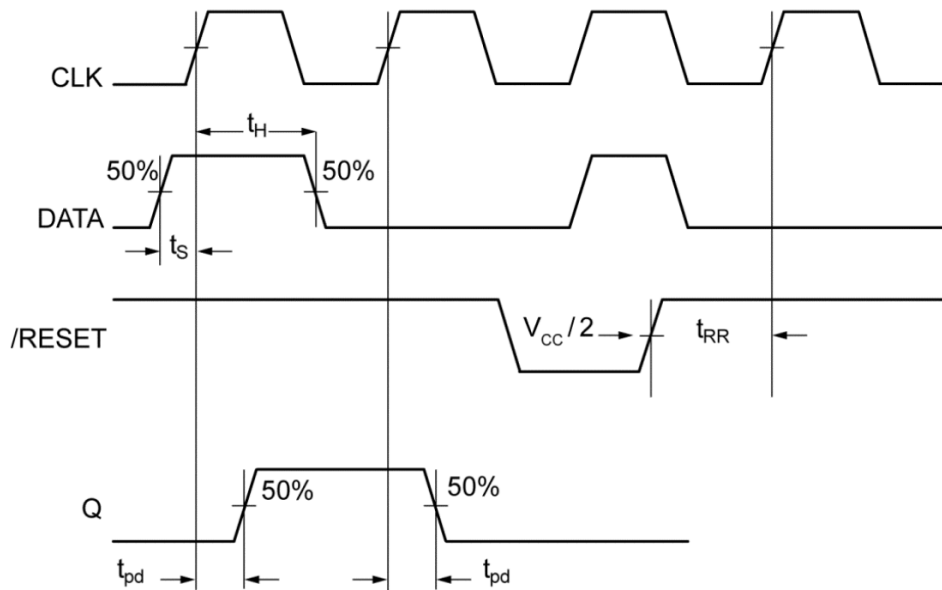 CLK
t_H
50% 50%
DATA
t_S
/RESET V_CC/2 t_RR
50% 50%
Q
t_pd t_pd